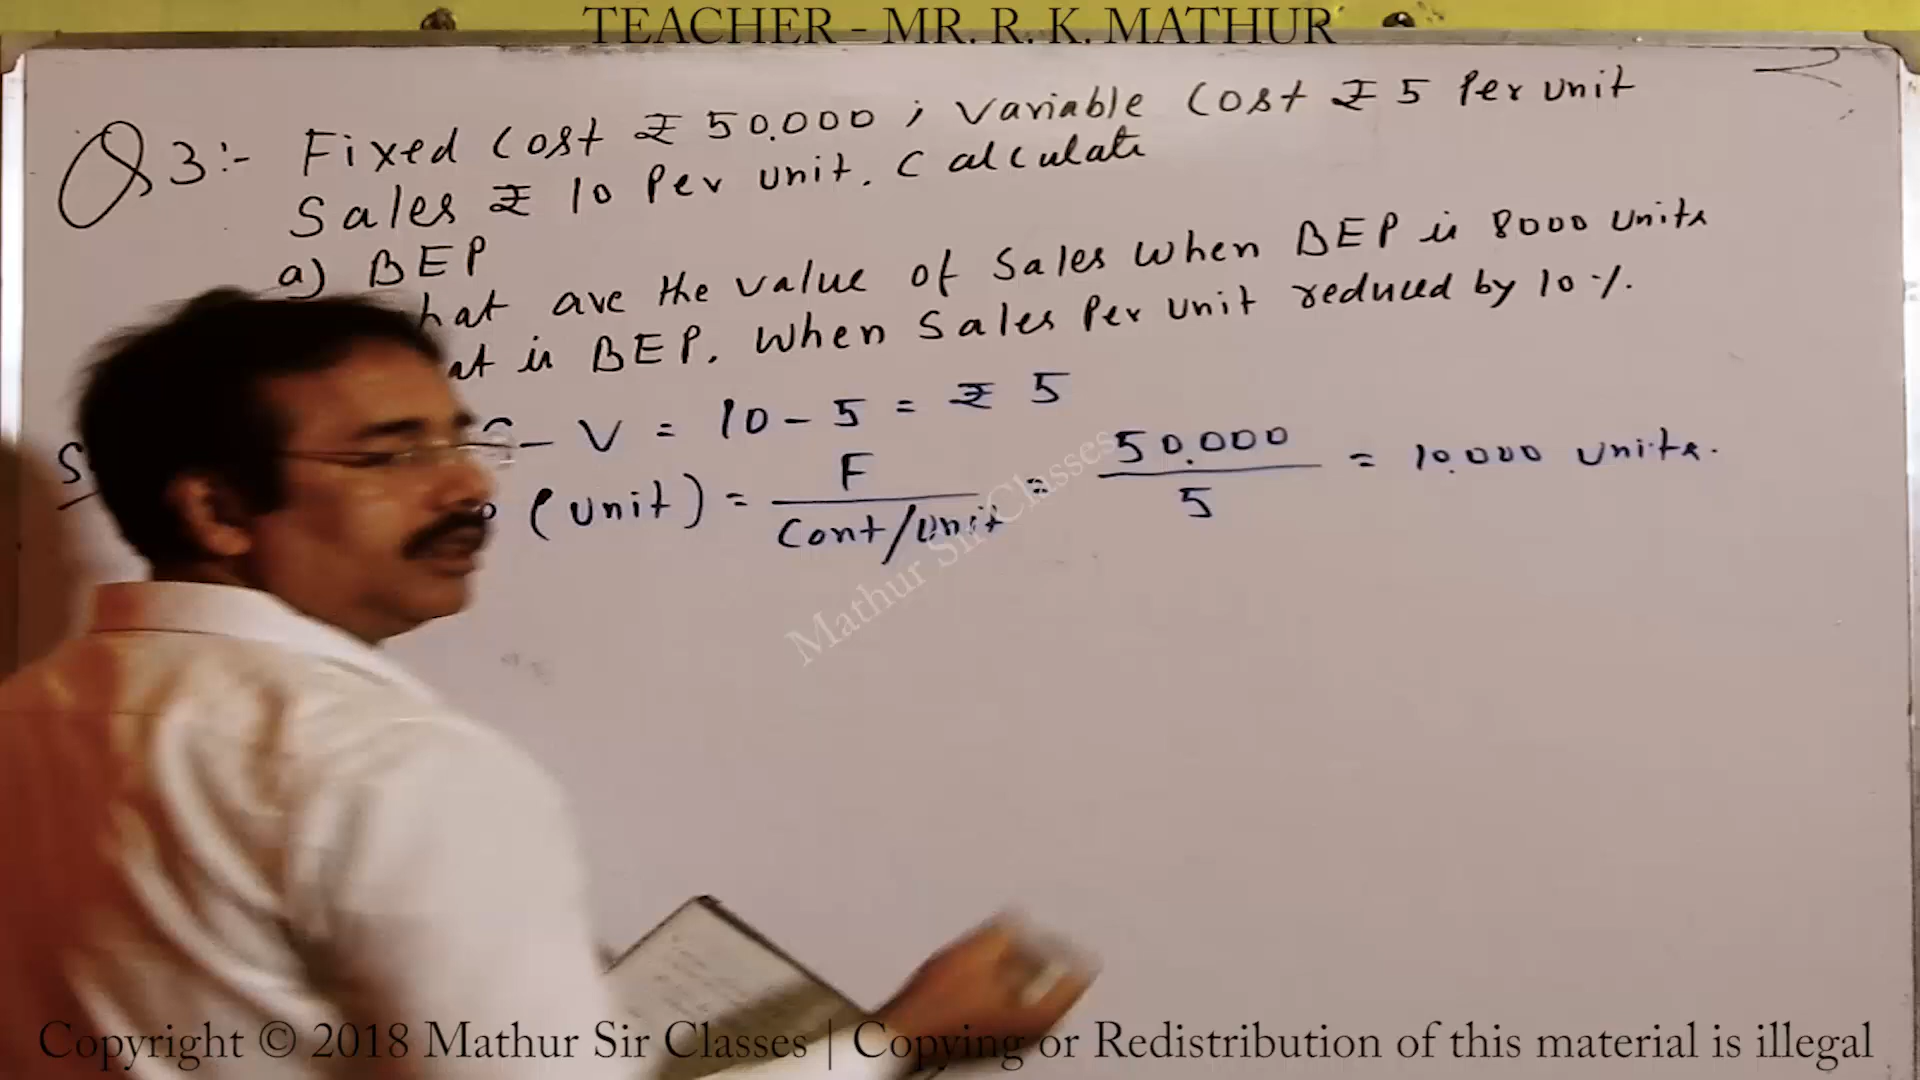 TEACHER - MR. R. K. MATHUR
Q3:- Fixed Cost ₹ 50,000 ; Variable Cost ₹ 5 Per unit
Sales ₹ 10 Per unit. Calculate
a) BEP
hat are the value of Sales when BEP is 8000 units
at is BEP. When Sales Per unit reduced by 10%.
S - V = 10 - 5 = ₹ 5
(unit) = F / Cont/Unit = 50,000 / 5 = 10,000 units.
Mathur Sir Classes
Copyright © 2018 Mathur Sir Classes | Copying or Redistribution of this material is illegal